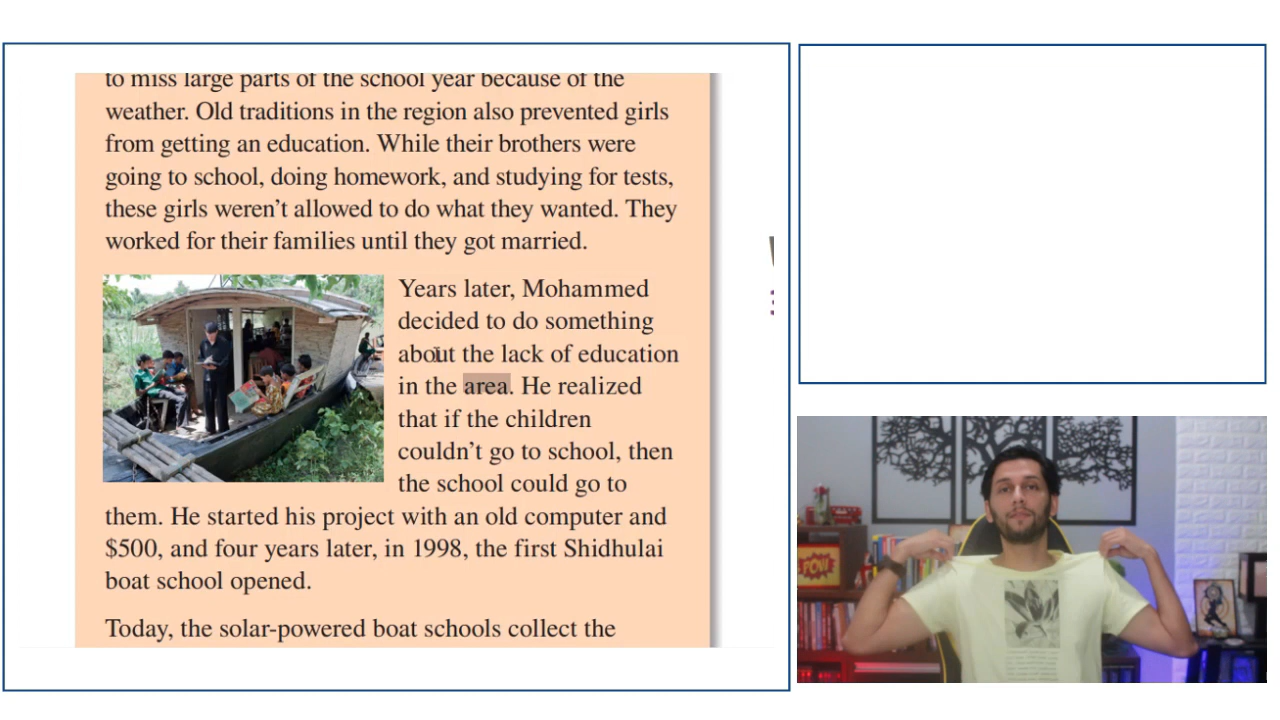 to miss large parts of the school year because of the
weather. Old traditions in the region also prevented girls
from getting an education. While their brothers were
going to school, doing homework, and studying for tests,
these girls weren't allowed to do what they wanted. They
worked for their families until they got married.
Years later, Mohammed
decided to do something
about the lack of education
in the area. He realized
that if the children
couldn't go to school, then
the school could go to
them. He started his project with an old computer and
$500, and four years later, in 1998, the first Shidhulai
boat school opened.
Today, the solar-powered boat schools collect the
POW!